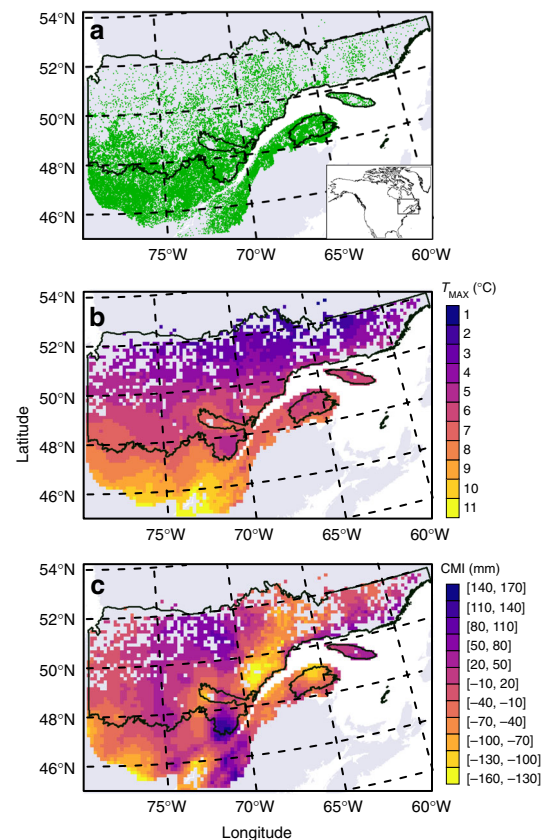 a
54°N
52°N
50°N
48°N
46°N
75°W 70°W 65°W 60°W
b
54°N
52°N
50°N
48°N
46°N
75°W 70°W 65°W 60°W
Latitude
TMAX (°C)
1
2
3
4
5
6
7
8
9
10
11
c
54°N
52°N
50°N
48°N
46°N
75°W 70°W 65°W 60°W
Longitude
CMI (mm)
[140, 170]
[110, 140]
[80, 110]
[50, 80]
[20, 50]
[−10, 20]
[−40, −10]
[−70, −40]
[−100, −70]
[−130, −100]
[−160, −130]